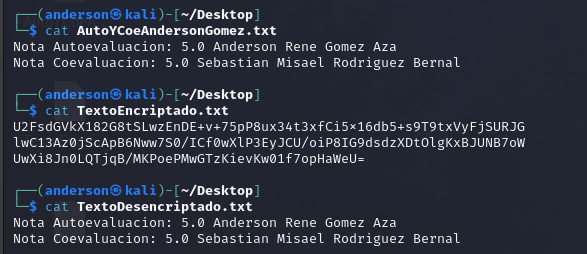 ┌──(anderson㉿kali)-[~/Desktop]
└─$ cat AutoYCoeAndersonGomez.txt
Nota Autoevaluacion: 5.0 Anderson Rene Gomez Aza
Nota Coevaluacion: 5.0 Sebastian Misael Rodriguez Bernal
┌──(anderson㉿kali)-[~/Desktop]
└─$ cat TextoEncriptado.txt
U2FsdGVkX182G8tSLwzEnDE+v+75pP8ux34t3xfCi5×16db5+s9T9txVyFjSURJG
lwC13Az0jScApB6Nww7S0/ICf0wXlP3EyJCU/oiP8IG9dsdzXDtOlgKxBJUNB7oW
UwXi8Jn0LQTjqB/MKPoePMwGTzKievKw01f7opHaWeU=
┌──(anderson㉿kali)-[~/Desktop]
└─$ cat TextoDesencriptado.txt
Nota Autoevaluacion: 5.0 Anderson Rene Gomez Aza
Nota Coevaluacion: 5.0 Sebastian Misael Rodriguez Bernal